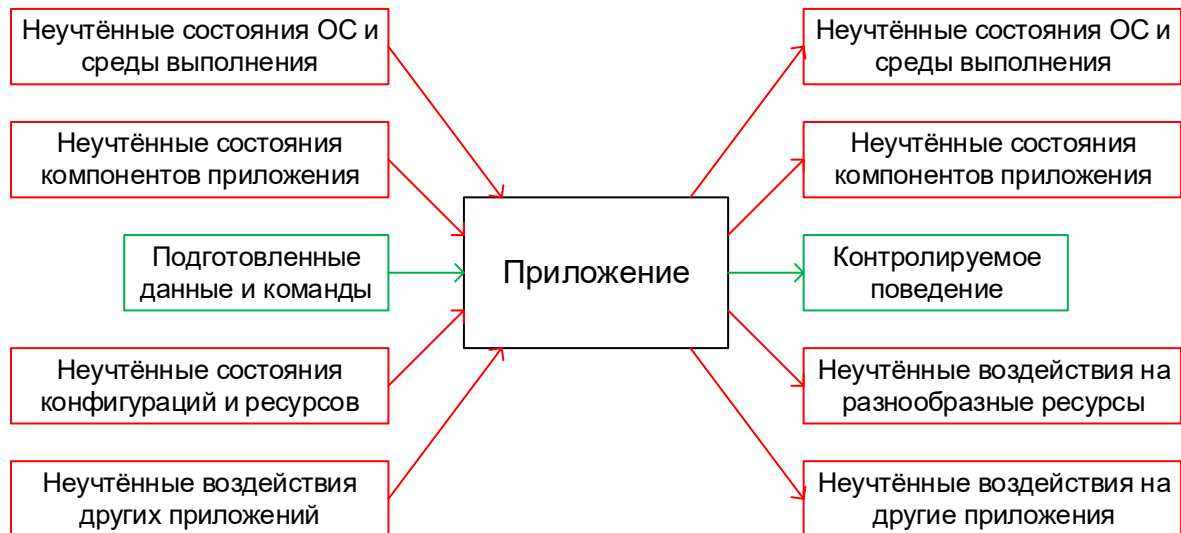 Неучтённые состояния ОС и
среды выполнения
Неучтённые состояния
компонентов приложения
Подготовленные
данные и команды
Неучтённые состояния
конфигураций и ресурсов
Неучтённые воздействия
других приложений
Приложение
Неучтённые состояния ОС и
среды выполнения
Неучтённые состояния
компонентов приложения
Контролируемое
поведение
Неучтённые воздействия на
разнообразные ресурсы
Неучтённые воздействия на
другие приложения